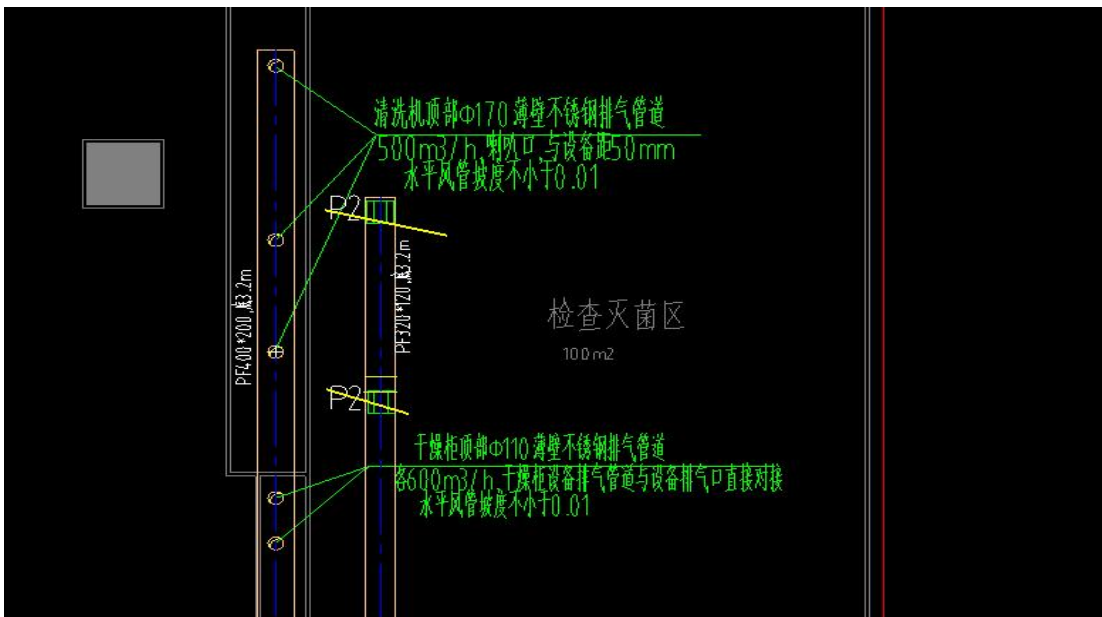 清洗机顶部Φ170薄壁不锈钢排气管道
500m3/h,喇叭口,与设备距50mm
水平风管坡度不小于0.01
P2
PF400*200,底3.2m
PF320*120,底3.2m
检查灭菌区
100m2
P2
干燥柜顶部Φ110薄壁不锈钢排气管道
各600m3/h,干燥柜设备排气管道与设备排气口直接对接
水平风管坡度不小于0.01